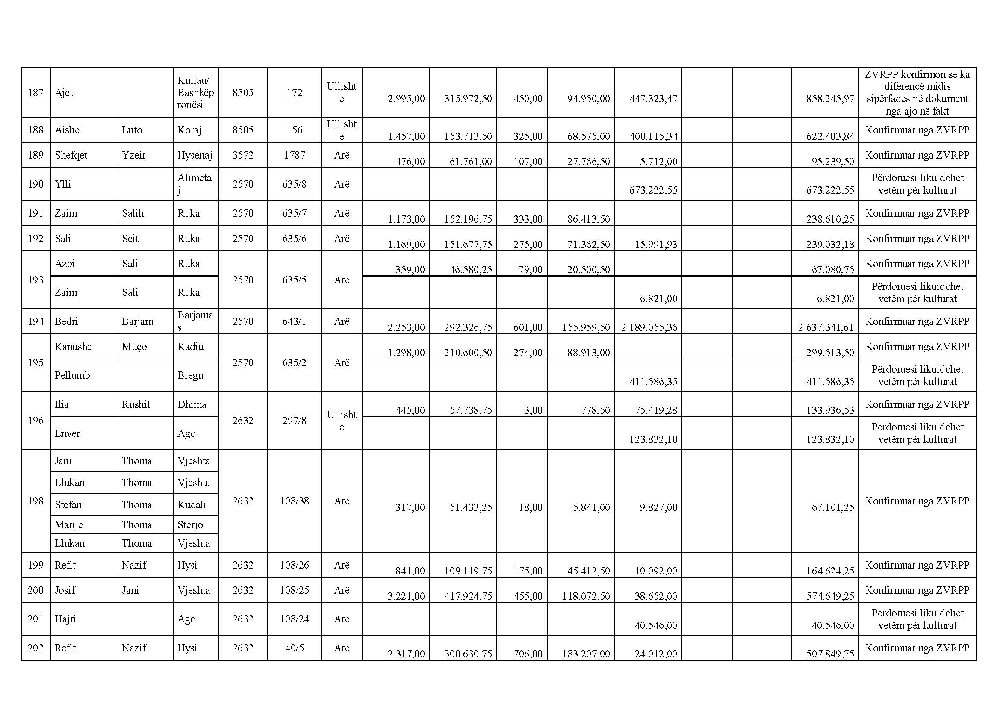 187 Ajet Kullau/ Bashkëp ronësi 8505 172 Ullisht e 2.995,00 315.972,50 450,00 94.950,00 447.323,47 858.245,97 ZVRPP konfirmon se ka diferencë midis sipërfaqes në dokument nga ajo në fakt
188 Aishe Luto Koraj 8505 156 Ullisht e 1.457,00 153.713,50 325,00 68.575,00 400.115,34 622.403,84 Konfirmuar nga ZVRPP
189 Shefqet Yzeir Hysenaj 3572 1787 Arë 476,00 61.761,00 107,00 27.766,50 5.712,00 95.239,50 Konfirmuar nga ZVRPP
190 Ylli Alimeta j 2570 635/8 Arë 673.222,55 673.222,55 Përdoruesi likuidohet vetëm për kulturat
191 Zaim Salih Ruka 2570 635/7 Arë 1.173,00 152.196,75 333,00 86.413,50 238.610,25 Konfirmuar nga ZVRPP
192 Sali Seit Ruka 2570 635/6 Arë 1.169,00 151.677,75 275,00 71.362,50 15.991,93 239.032,18 Konfirmuar nga ZVRPP
193 Azbi Sali Ruka 2570 635/5 Arë 359,00 46.580,25 79,00 20.500,50 67.080,75 Konfirmuar nga ZVRPP
Zaim Sali Ruka 6.821,00 6.821,00 Përdoruesi likuidohet vetëm për kulturat
194 Bedri Barjam Barjama s 2570 643/1 Arë 2.253,00 292.326,75 601,00 155.959,50 2.189.055,36 2.637.341,61 Konfirmuar nga ZVRPP
195 Kanushe Muço Kadiu 2570 635/2 Arë 1.298,00 210.600,50 274,00 88.913,00 299.513,50 Konfirmuar nga ZVRPP
Pellumb Bregu 411.586,35 411.586,35 Përdoruesi likuidohet vetëm për kulturat
196 Ilia Rushit Dhima 2632 297/8 Ullisht e 445,00 57.738,75 3,00 778,50 75.419,28 133.936,53 Konfirmuar nga ZVRPP
Enver Ago 123.832,10 123.832,10 Përdoruesi likuidohet vetëm për kulturat
198 Jani Thoma Vjeshta 2632 108/38 Arë 317,00 51.433,25 18,00 5.841,00 9.827,00 67.101,25 Konfirmuar nga ZVRPP
Llukan Thoma Vjeshta
Stefani Thoma Kuqali
Marije Thoma Sterjo
Llukan Thoma Vjeshta
199 Refit Nazif Hysi 2632 108/26 Arë 841,00 109.119,75 175,00 45.412,50 10.092,00 164.624,25 Konfirmuar nga ZVRPP
200 Josif Jani Vjeshta 2632 108/25 Arë 3.221,00 417.924,75 455,00 118.072,50 38.652,00 574.649,25 Konfirmuar nga ZVRPP
201 Hajri Ago 2632 108/24 Arë 40.546,00 40.546,00 Përdoruesi likuidohet vetëm për kulturat
202 Refit Nazif Hysi 2632 40/5 Arë 2.317,00 300.630,75 706,00 183.207,00 24.012,00 507.849,75 Konfirmuar nga ZVRPP